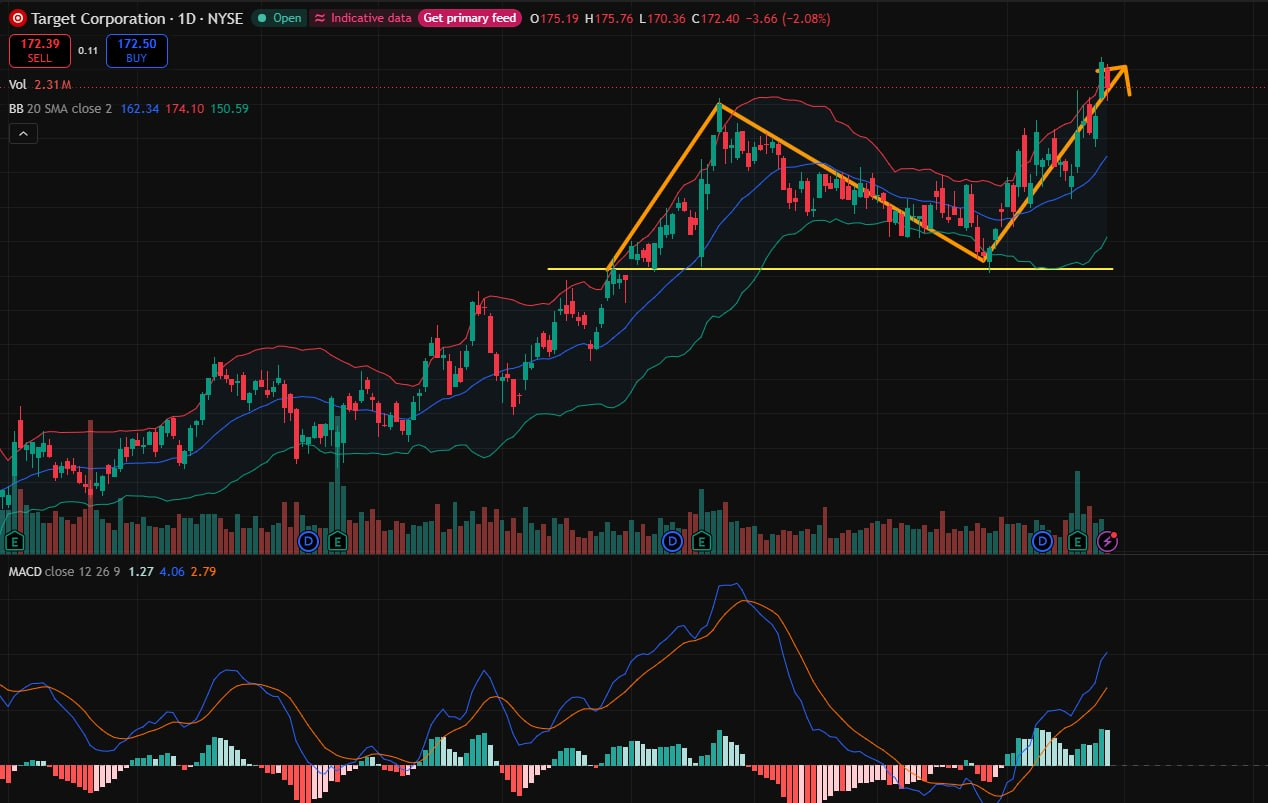 Target Corporation · 1D · NYSE Open ≈ Indicative data Get primary feed O175.19 H175.76 L170.36 C172.40 −3.66 (−2.08%)
172.39 SELL 0.11 172.50 BUY
Vol 2.31 M
BB 20 SMA close 2 162.34 174.10 150.59
E D E D E D E
MACD close 12 26 9 1.27 4.06 2.79